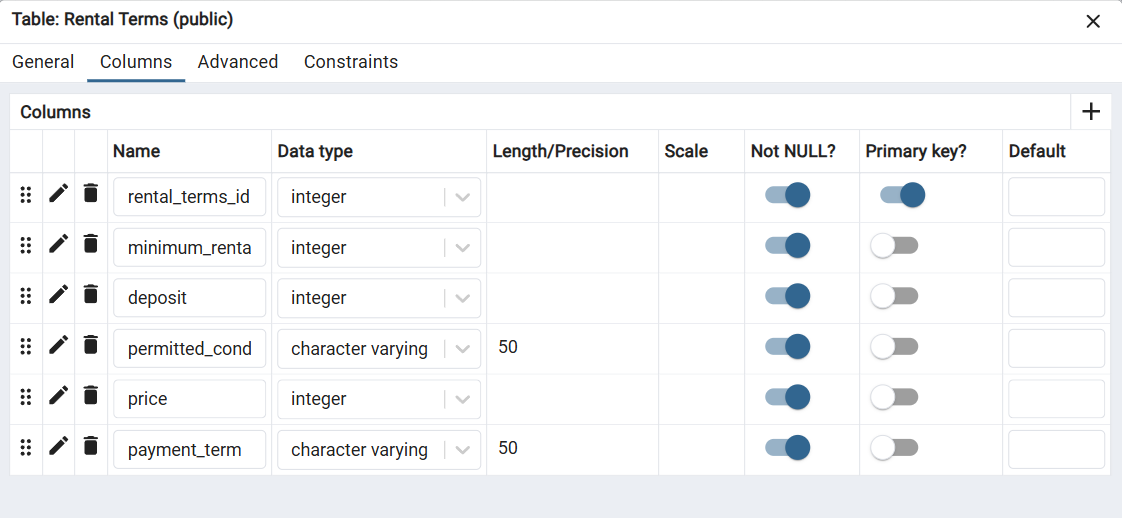 Table: Rental Terms (public)
General Columns Advanced Constraints
Columns
Name Data type Length/Precision Scale Not NULL? Primary key? Default
rental_terms_id integer
minimum_renta integer
deposit integer
permitted_cond character varying 50
price integer
payment_term character varying 50